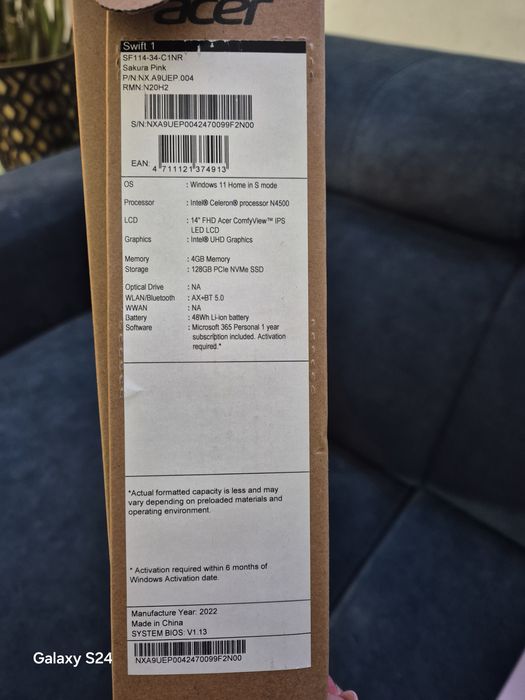 acer
Swift 1
SF114-34-C1NR
Sakura Pink
P/N:NX.A9UEP.004
RMN:N20H2
S/N:NXA9UEP0042470099F2N00
EAN: 4 711121 374913
OS : Windows 11 Home in S mode
Processor : Intel® Celeron® processor N4500
LCD : 14" FHD Acer ComfyView™ IPS
LED LCD
Graphics : Intel® UHD Graphics
Memory : 4GB Memory
Storage : 128GB PCIe NVMe SSD
Optical Drive : NA
WLAN/Bluetooth : AX+BT 5.0
WWAN : NA
Battery : 48Wh Li-ion battery
Software : Microsoft 365 Personal 1 year
subscription included. Activation
required.*
*Actual formatted capacity is less and may
vary depending on preloaded materials and
operating environment.
* Activation required within 6 months of
Windows Activation date.
Manufacture Year: 2022
Made in China
SYSTEM BIOS: V1.13
NXA9UEP0042470099F2N00
Galaxy S24